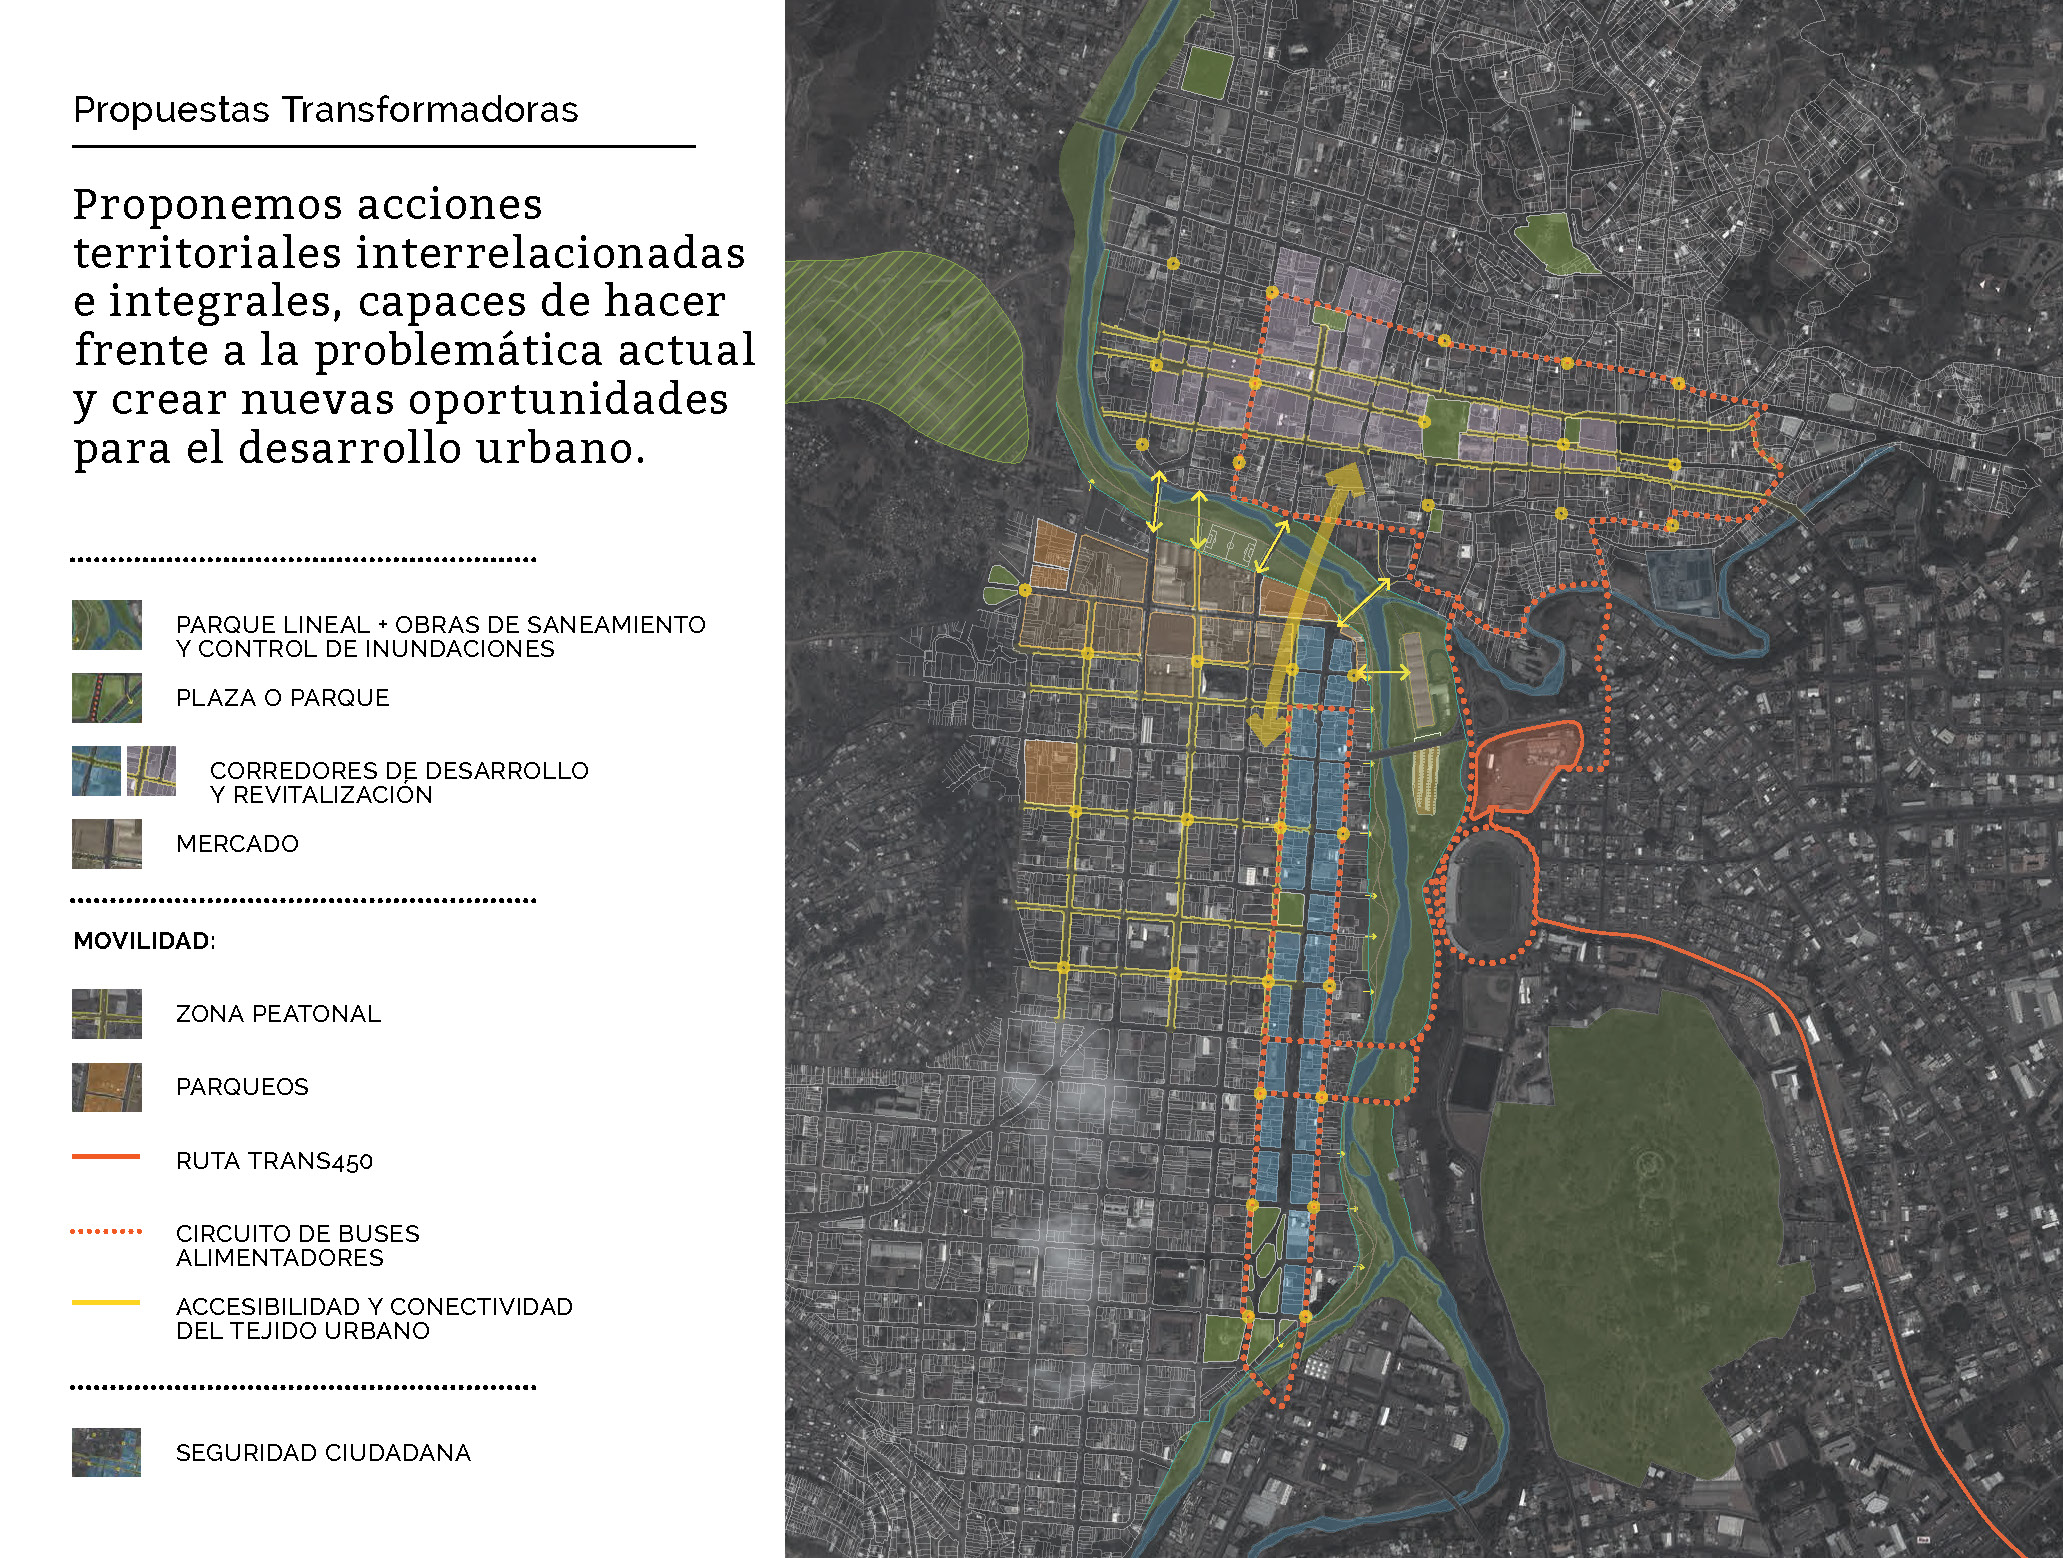 Propuestas Transformadoras
Proponemos acciones
territoriales interrelacionadas
e integrales, capaces de hacer
frente a la problemática actual
y crear nuevas oportunidades
para el desarrollo urbano.
PARQUE LINEAL + OBRAS DE SANEAMIENTO
Y CONTROL DE INUNDACIONES
PLAZA O PARQUE
CORREDORES DE DESARROLLO
Y REVITALIZACIÓN
MERCADO
MOVILIDAD:
ZONA PEATONAL
PARQUEOS
RUTA TRANS450
CIRCUITO DE BUSES
ALIMENTADORES
ACCESIBILIDAD Y CONECTIVIDAD
DEL TEJIDO URBANO
SEGURIDAD CIUDADANA